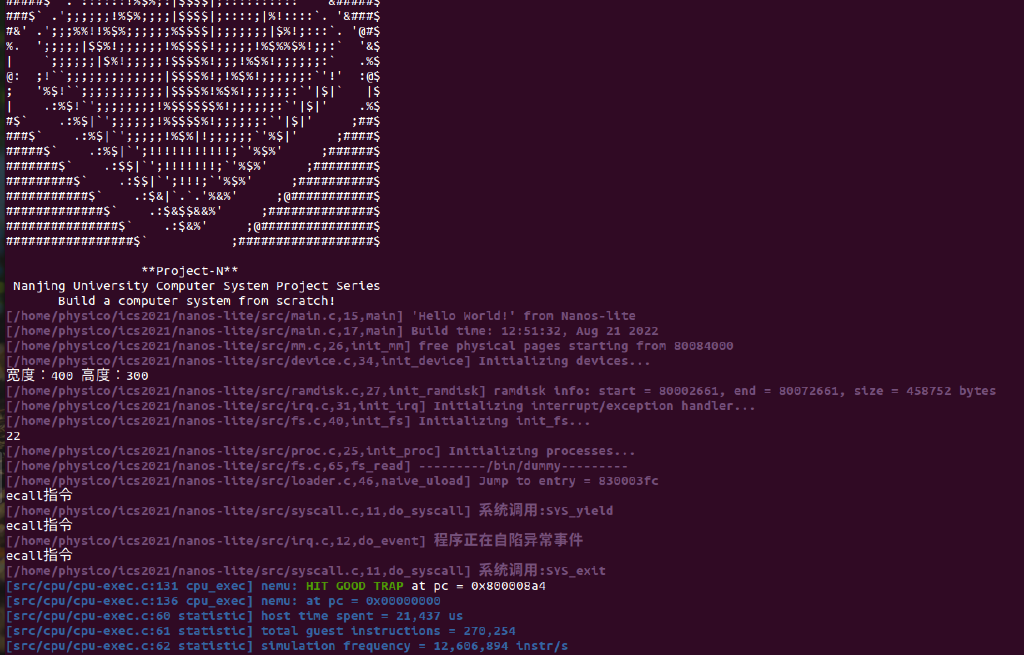 **Project-N**
Nanjing University Computer System Project Series
Build a computer system from scratch!
[/home/physico/ics2021/nanos-lite/src/main.c,15,main] 'Hello World!' from Nanos-lite
[/home/physico/ics2021/nanos-lite/src/main.c,17,main] Build time: 12:51:32, Aug 21 2022
[/home/physico/ics2021/nanos-lite/src/mm.c,26,init_mm] free physical pages starting from 80084000
[/home/physico/ics2021/nanos-lite/src/device.c,34,init_device] Initializing devices...
宽度：400 高度：300
[/home/physico/ics2021/nanos-lite/src/ramdisk.c,27,init_ramdisk] ramdisk info: start = 80002661, end = 80072661, size = 458752 bytes
[/home/physico/ics2021/nanos-lite/src/irq.c,31,init_irq] Initializing interrupt/exception handler...
[/home/physico/ics2021/nanos-lite/src/fs.c,40,init_fs] Initializing init_fs...
22
[/home/physico/ics2021/nanos-lite/src/proc.c,25,init_proc] Initializing processes...
[/home/physico/ics2021/nanos-lite/src/fs.c,65,fs_read] ---------/bin/dummy---------
[/home/physico/ics2021/nanos-lite/src/loader.c,46,naive_uload] Jump to entry = 830003fc
ecall指令
[/home/physico/ics2021/nanos-lite/src/syscall.c,11,do_syscall] 系统调用:SYS_yield
ecall指令
[/home/physico/ics2021/nanos-lite/src/irq.c,12,do_event] 程序正在自陷异常事件
ecall指令
[/home/physico/ics2021/nanos-lite/src/syscall.c,11,do_syscall] 系统调用:SYS_exit
[src/cpu/cpu-exec.c:131 cpu_exec] nemu: HIT GOOD TRAP at pc = 0x800008a4
[src/cpu/cpu-exec.c:136 cpu_exec] nemu: at pc = 0x00000000
[src/cpu/cpu-exec.c:60 statistic] host time spent = 21,437 us
[src/cpu/cpu-exec.c:61 statistic] total guest instructions = 270,254
[src/cpu/cpu-exec.c:62 statistic] simulation frequency = 12,606,894 instr/s